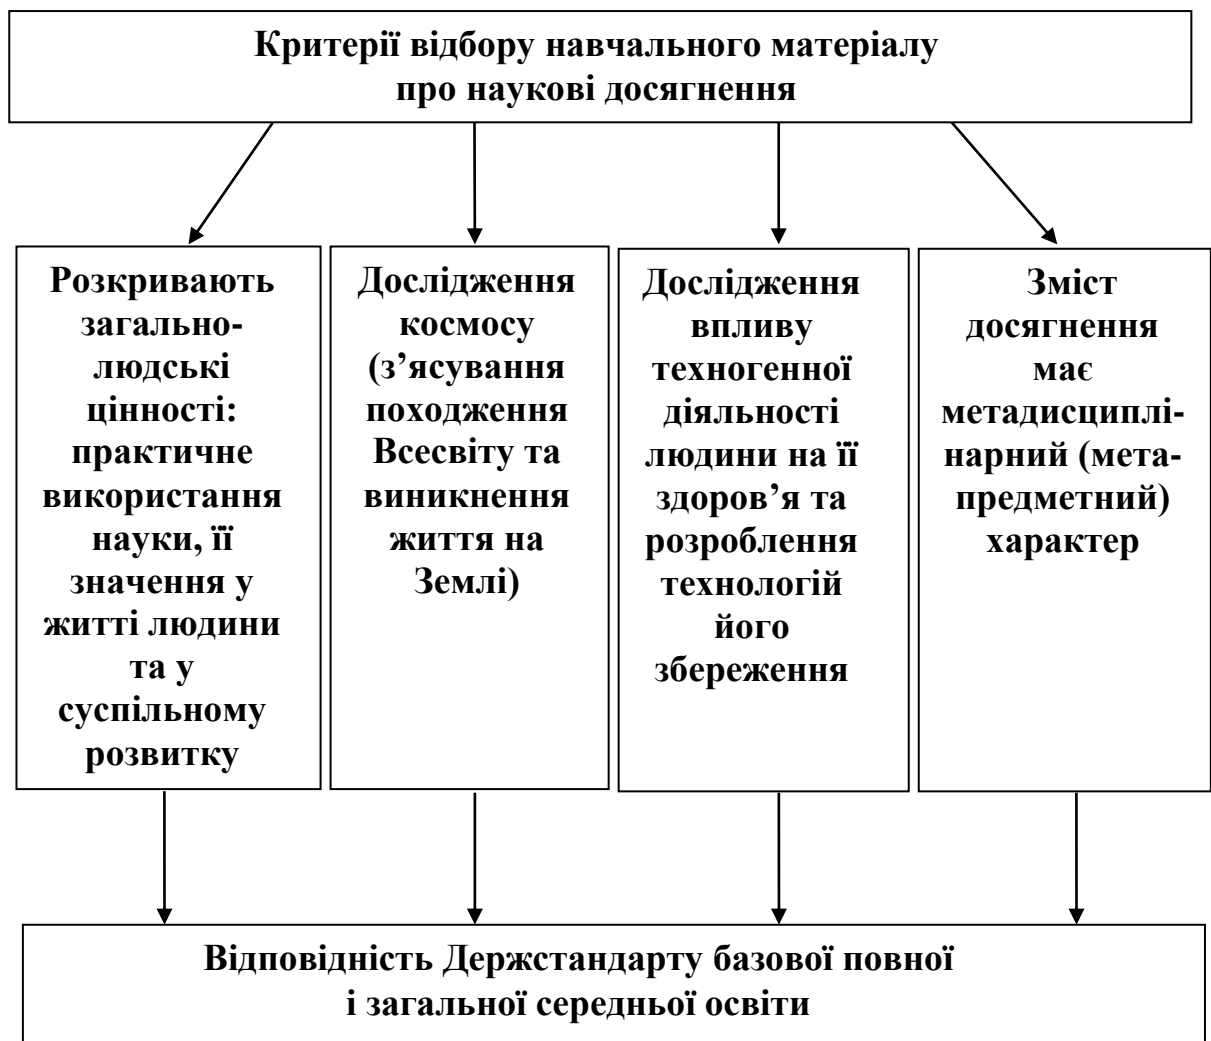 Критерії відбору навчального матеріалу
про наукові досягнення
Розкривають
загально-
людські
цінності:
практичне
використання
науки, її
значення у
житті людини
та у
суспільному
розвитку
Дослідження
космосу
(з’ясування
походження
Всесвіту та
виникнення
життя на
Землі)
Дослідження
впливу
техногенної
діяльності
людини на її
здоров’я та
розроблення
технологій
його
збереження
Зміст
досягнення
має
метадисциплі-
нарний (мета-
предметний)
характер
Відповідність Держстандарту базової повної
і загальної середньої освіти